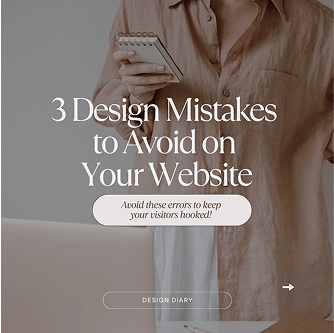 3 Design Mistakes
to Avoid on
Your Website
Avoid these errors to keep
your visitors hooked!
DESIGN DIARY